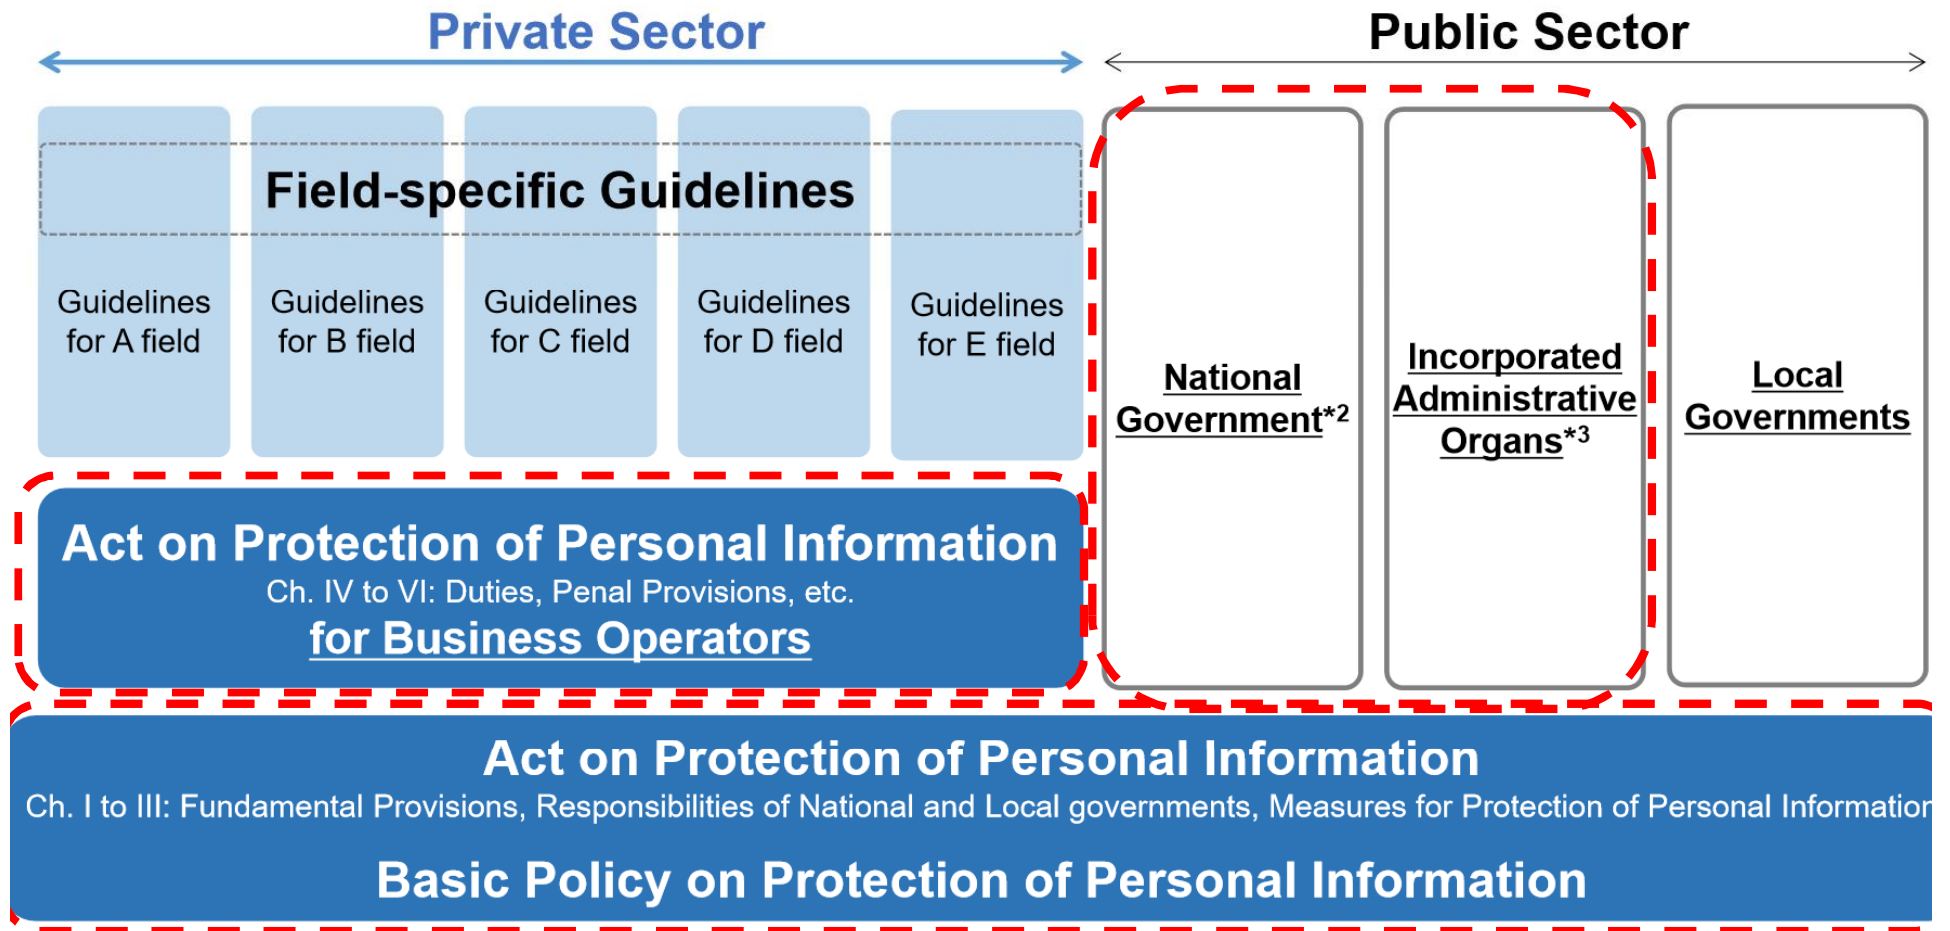 Private Sector
Public Sector
Field-specific Guidelines
Guidelines
for A field
Guidelines
for B field
Guidelines
for C field
Guidelines
for D field
Guidelines
for E field
National
Government*2
Incorporated
Administrative
Organs*3
Local
Governments
Act on Protection of Personal Information
Ch. IV to VI: Duties, Penal Provisions, etc.
for Business Operators
Act on Protection of Personal Information
Ch. I to III: Fundamental Provisions, Responsibilities of National and Local governments, Measures for Protection of Personal Information
Basic Policy on Protection of Personal Information